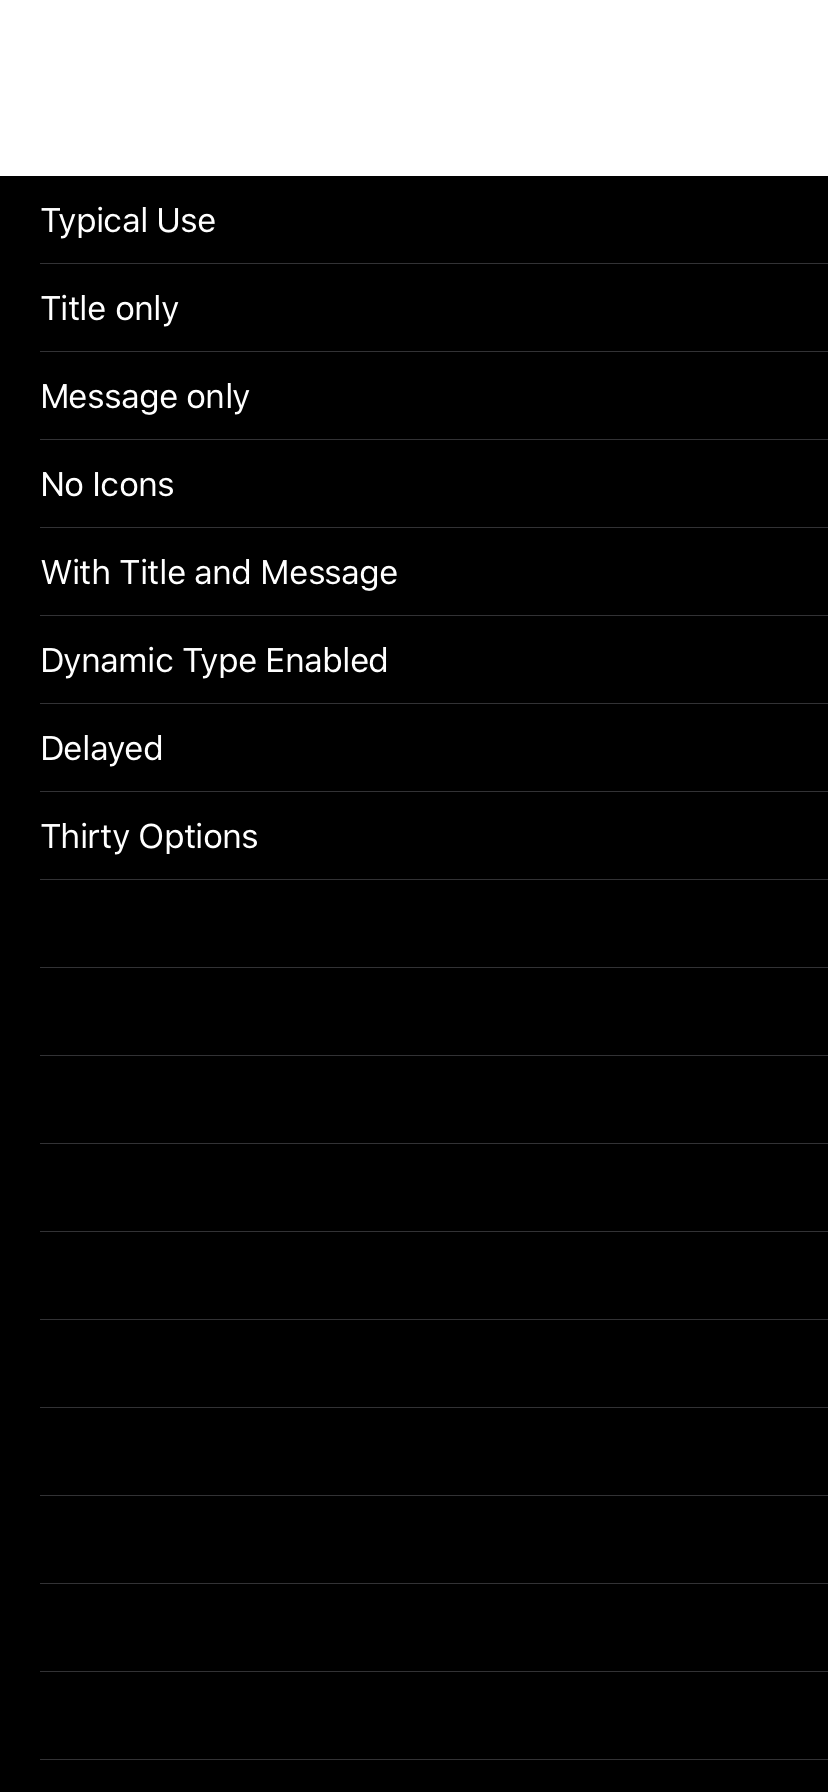 Typical Use
Title only
Message only
No Icons
With Title and Message
Dynamic Type Enabled
Delayed
Thirty Options